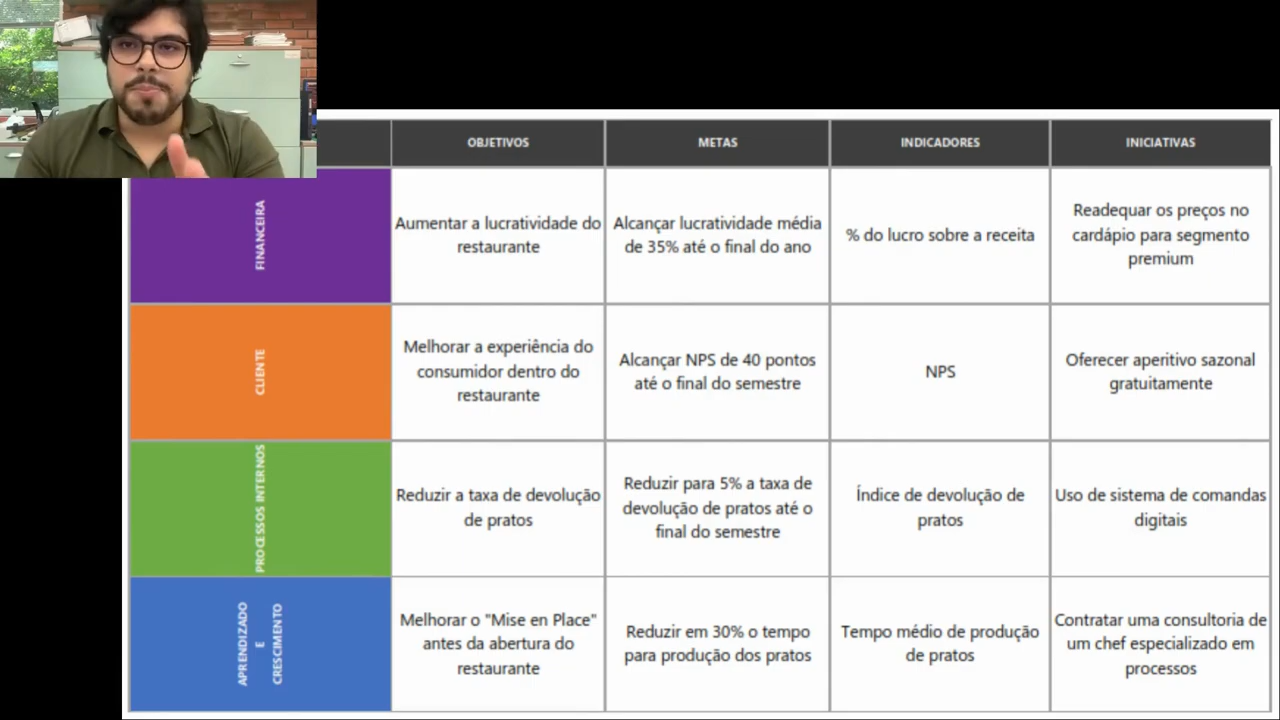 OBJETIVOS
METAS
INDICADORES
INICIATIVAS
FINANCEIRA
Aumentar a lucratividade do
restaurante
Alcançar lucratividade média
de 35% até o final do ano
% do lucro sobre a receita
Readequar os preços no
cardápio para segmento
premium
CLIENTE
Melhorar a experiência do
consumidor dentro do
restaurante
Alcançar NPS de 40 pontos
até o final do semestre
NPS
Oferecer aperitivo sazonal
gratuitamente
PROCESSOS INTERNOS
Reduzir a taxa de devolução
de pratos
Reduzir para 5% a taxa de
devolução de pratos até o
final do semestre
Índice de devolução de
pratos
Uso de sistema de comandas
digitais
APRENDIZADO
E
CRESCIMENTO
Melhorar o "Mise en Place"
antes da abertura do
restaurante
Reduzir em 30% o tempo
para produção dos pratos
Tempo médio de produção
de pratos
Contratar uma consultoria de
um chef especializado em
processos